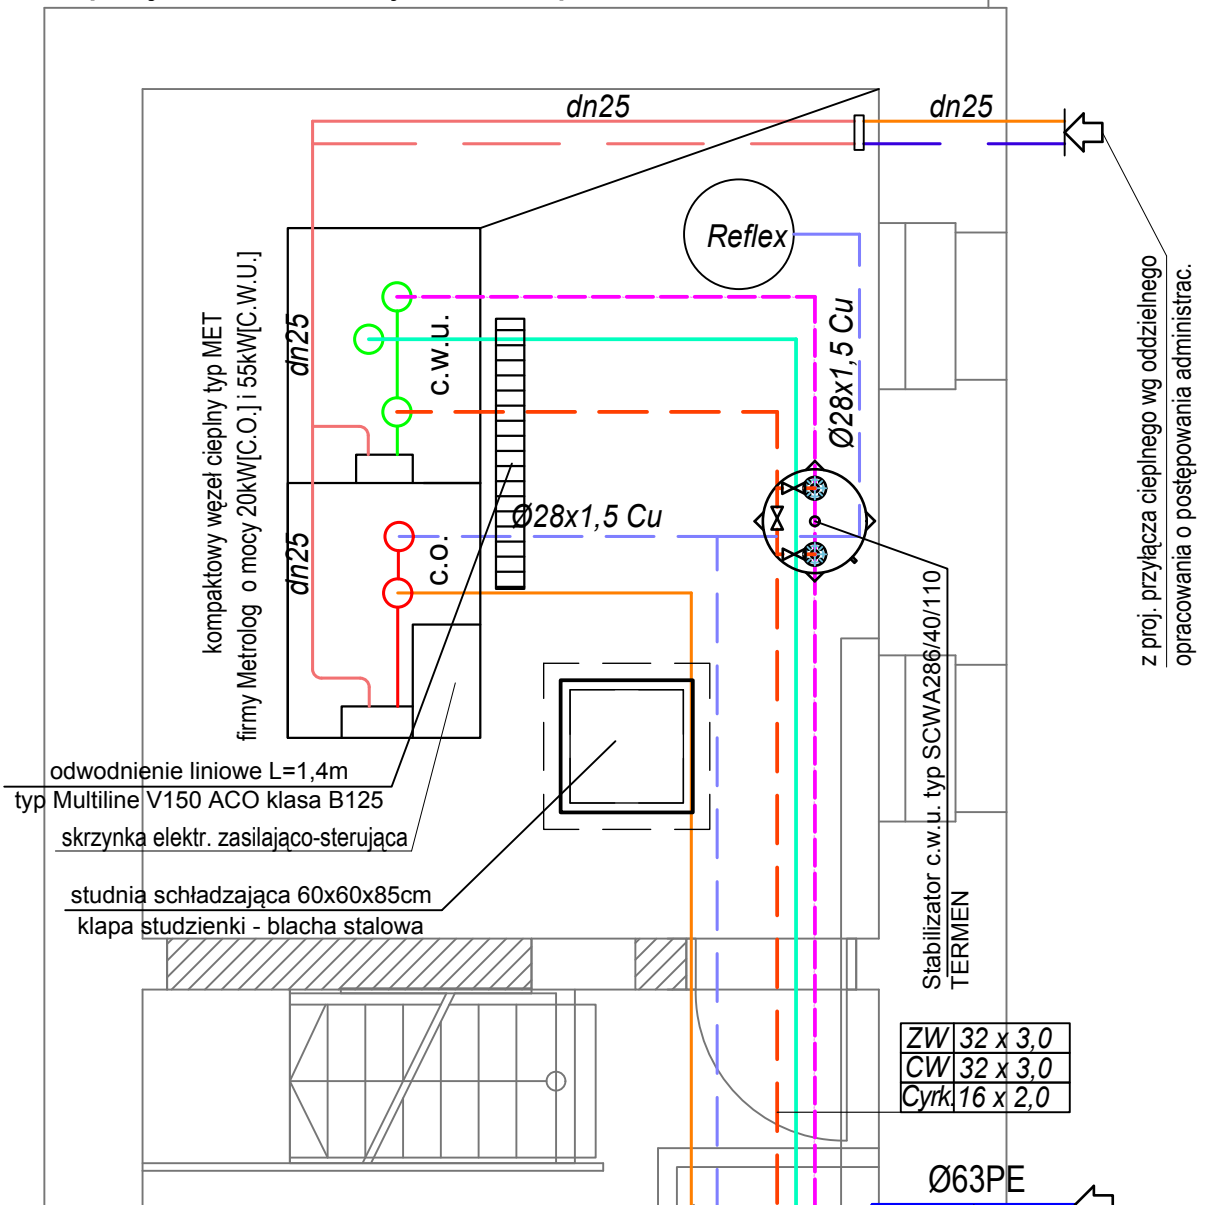 dn25
dn25
Reflex
z proj. przyłącza cieplnego wg oddzielnego
opracowania o postępowania administrac.
kompaktowy węzeł cieplny typ MET
firmy Metrolog o mocy 20kW[C.O.] i 55kW[C.W.U.]
dn25
c.w.u.
Ø28x1,5 Cu
Ø28x1,5 Cu
dn25
c.o.
Stabilizator c.w.u. typ SCWA286/40/110
TERMEN
odwodnienie liniowe L=1,4m
typ Multiline V150 ACO klasa B125
skrzynka elektr. zasilająco-sterująca
studnia schładzająca 60x60x85cm
klapa studzienki - blacha stalowa
ZW 32 x 3,0
CW 32 x 3,0
Cyrk. 16 x 2,0
Ø63PE